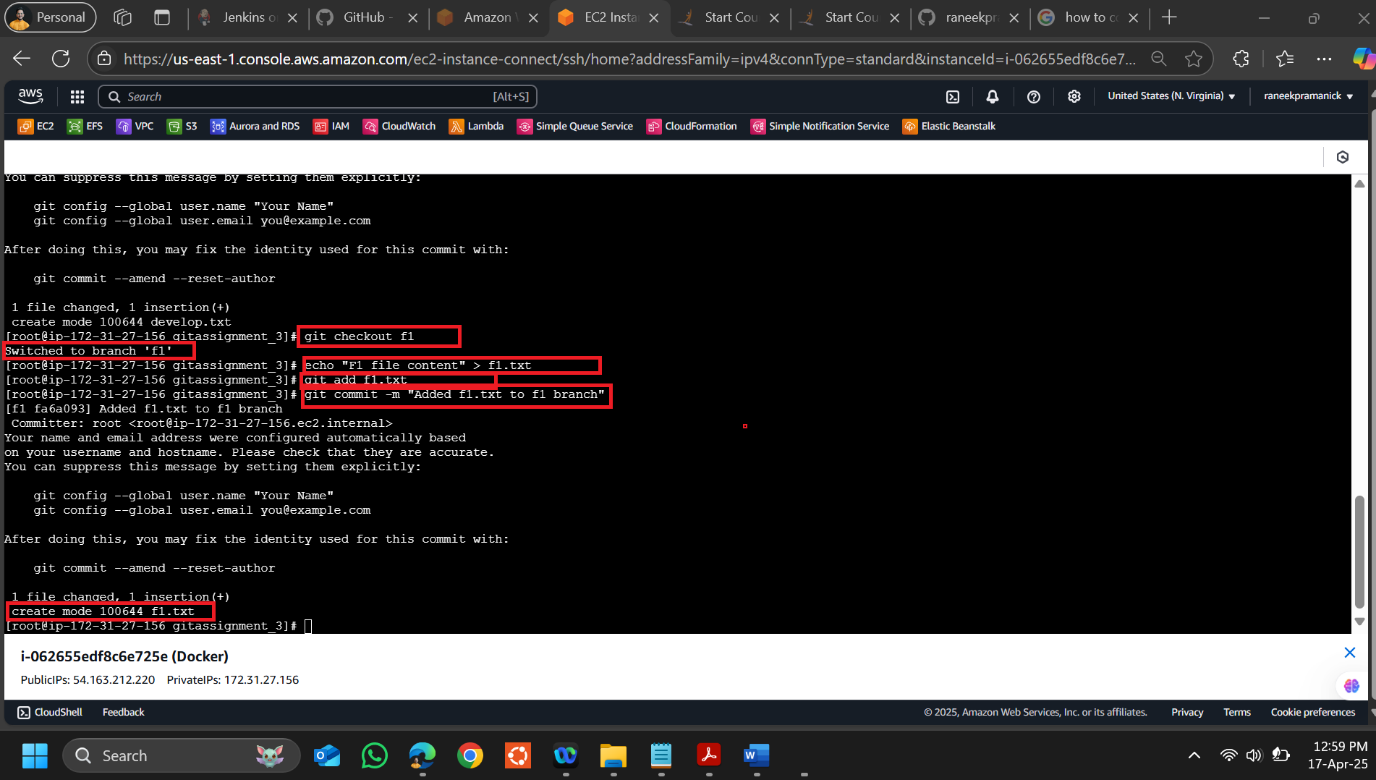 Personal
Jenkins o
GitHub -
Amazon
EC2 Insta
Start Cou
Start Cou
raneekpr
how to c
https://us-east-1.console.aws.amazon.com/ec2-instance-connect/ssh/home?addressFamily=ipv4&connType=standard&instanceId=i-062655edf8c6e7...
aws
Search
[Alt+S]
United States (N. Virginia)
raneekpramanick
EC2
EFS
VPC
S3
Aurora and RDS
IAM
CloudWatch
Lambda
Simple Queue Service
CloudFormation
Simple Notification Service
Elastic Beanstalk
You can suppress this message by setting them explicitly:
git config --global user.name "Your Name"
git config --global user.email you@example.com
After doing this, you may fix the identity used for this commit with:
git commit --amend --reset-author
1 file changed, 1 insertion(+)
create mode 100644 develop.txt
[root@ip-172-31-27-156 gitassignment_3]# git checkout f1
Switched to branch 'f1'
[root@ip-172-31-27-156 gitassignment_3]# echo "F1 file content" > f1.txt
[root@ip-172-31-27-156 gitassignment_3]# git add f1.txt
[root@ip-172-31-27-156 gitassignment_3]# git commit -m "Added f1.txt to f1 branch"
[f1 fa6a093] Added f1.txt to f1 branch
Committer: root <root@ip-172-31-27-156.ec2.internal>
Your name and email address were configured automatically based
on your username and hostname. Please check that they are accurate.
You can suppress this message by setting them explicitly:
git config --global user.name "Your Name"
git config --global user.email you@example.com
After doing this, you may fix the identity used for this commit with:
git commit --amend --reset-author
1 file changed, 1 insertion(+)
create mode 100644 f1.txt
[root@ip-172-31-27-156 gitassignment_3]#
i-062655edf8c6e725e (Docker)
PublicIPs: 54.163.212.220 PrivateIPs: 172.31.27.156
CloudShell
Feedback
© 2025, Amazon Web Services, Inc. or its affiliates.
Privacy
Terms
Cookie preferences
Search
12:59 PM
17-Apr-25